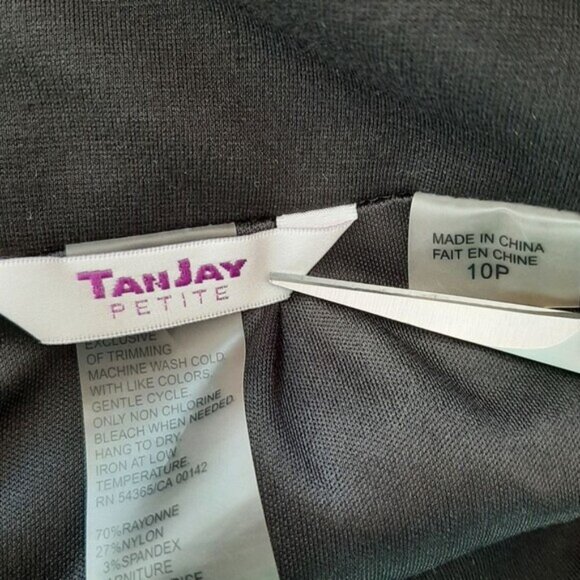 TANJAY
PETITE
MADE IN CHINA
FAIT EN CHINE
10P
EXCLUSIVE
OF TRIMMING
MACHINE WASH COLD.
WITH LIKE COLORS.
GENTLE CYCLE.
ONLY NON CHLORINE
BLEACH WHEN NEEDED.
HANG TO DRY.
IRON AT LOW
TEMPERATURE
RN 54365/CA 00142
70%RAYONNE
27%NYLON
3%SPANDEX